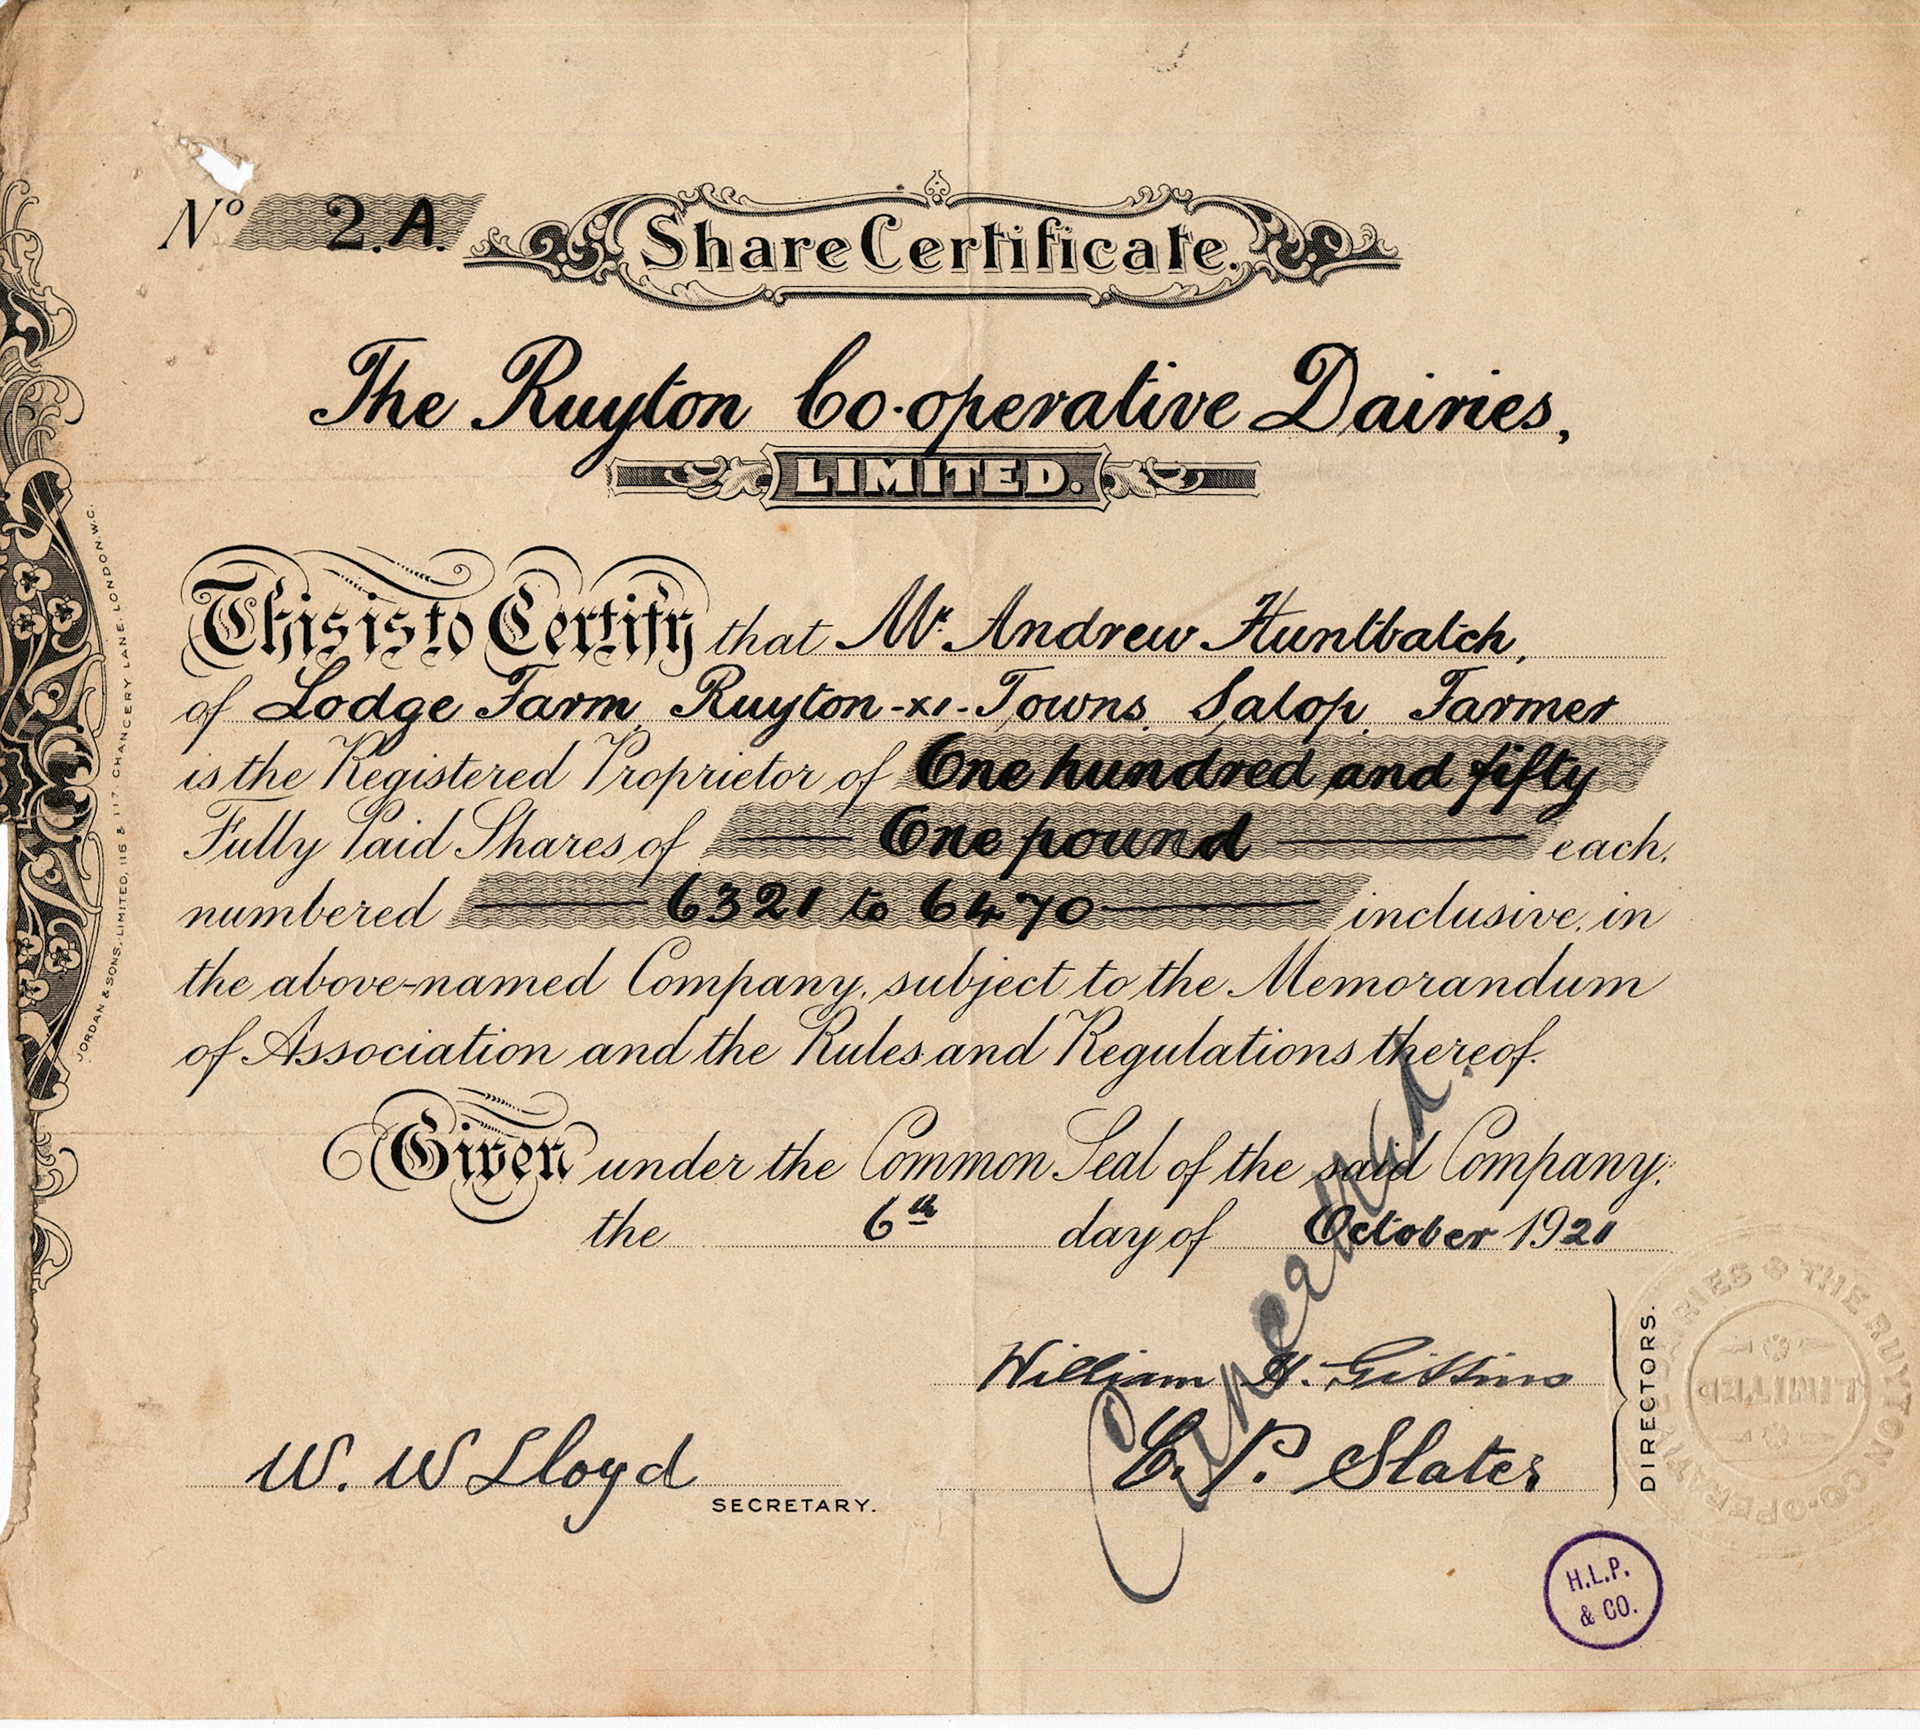 Nº 2.A.
Share Certificate.
The Ruyton Co-operative Dairies,
LIMITED.
This is to Certify that Mr. Andrew Huntbatch,
of Lodge Farm, Ruyton-XI-Towns, Salop, Farmer
is the Registered Proprietor of One hundred and fifty
Fully Paid Shares of One pound each,
numbered 6321 to 6470 inclusive, in
the above-named Company, subject to the Memorandum
of Association and the Rules and Regulations thereof.
Given under the Common Seal of the said Company,
the 6th day of October 1921
Cancelled.
William H. Gittins
W. W Lloyd
SECRETARY.
C. P. Slater
DIRECTORS.
THE RUYTON CO-OPERATIVE DAIRIES
LIMITED
H.L.P.
& CO.
JORDAN & SONS, LIMITED, 116 & 117, CHANCERY LANE, LONDON, W.C.